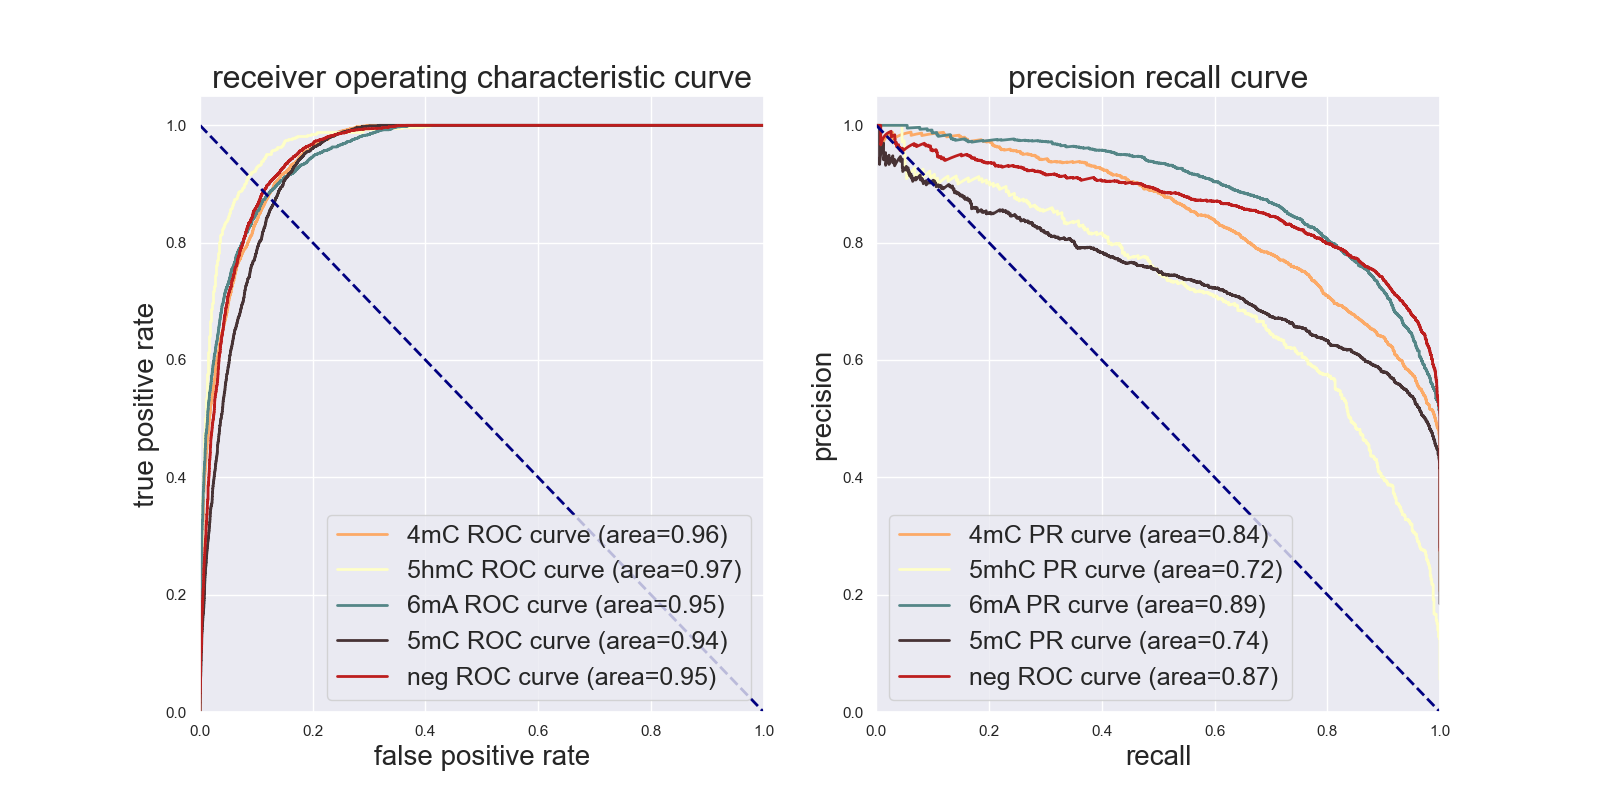 receiver operating characteristic curve
1.0
0.8
0.6
0.4
0.2
0.0
true positive rate
4mC ROC curve (area=0.96)
5hmC ROC curve (area=0.97)
6mA ROC curve (area=0.95)
5mC ROC curve (area=0.94)
neg ROC curve (area=0.95)
0.0 0.2 0.4 0.6 0.8 1.0
false positive rate
precision recall curve
1.0
0.8
0.6
0.4
0.2
0.0
precision
4mC PR curve (area=0.84)
5mhC PR curve (area=0.72)
6mA PR curve (area=0.89)
5mC PR curve (area=0.74)
neg ROC curve (area=0.87)
0.0 0.2 0.4 0.6 0.8 1.0
recall